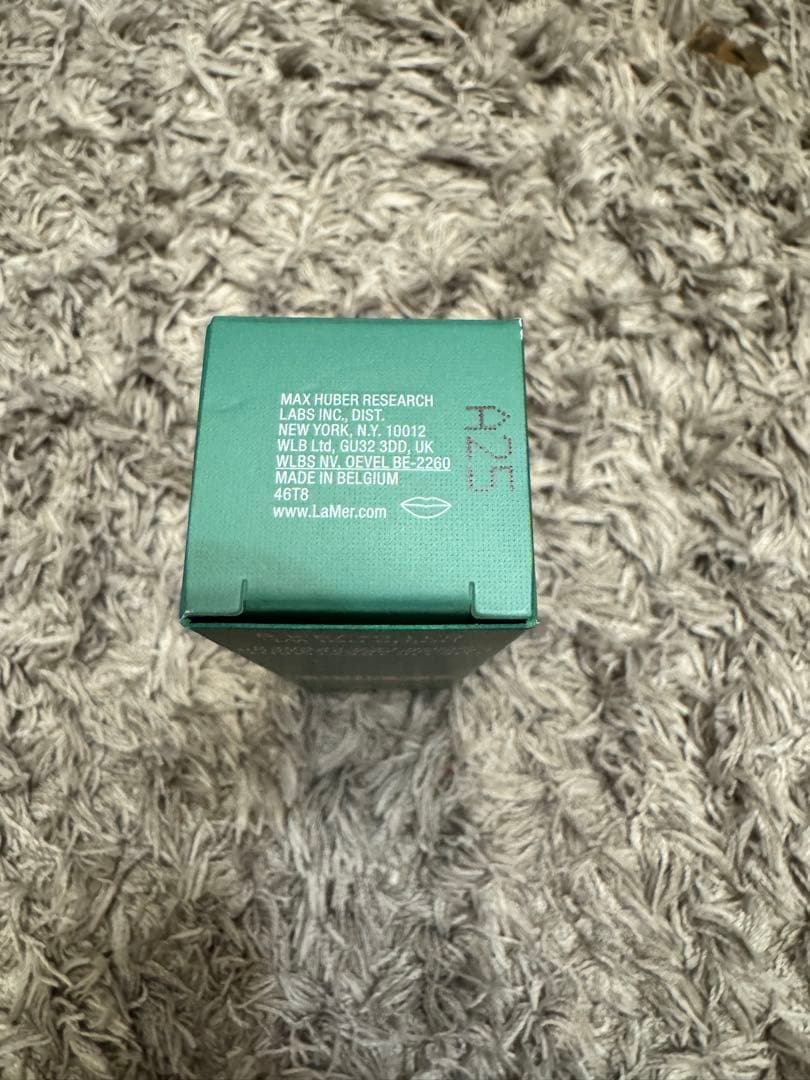 MAX HUBER RESEARCH
LABS INC., DIST.
NEW YORK, N.Y. 10012
WLB Ltd, GU32 3DD, UK
WLBS NV. OEVEL BE-2260
MADE IN BELGIUM
46T8
www.LaMer.com
A25